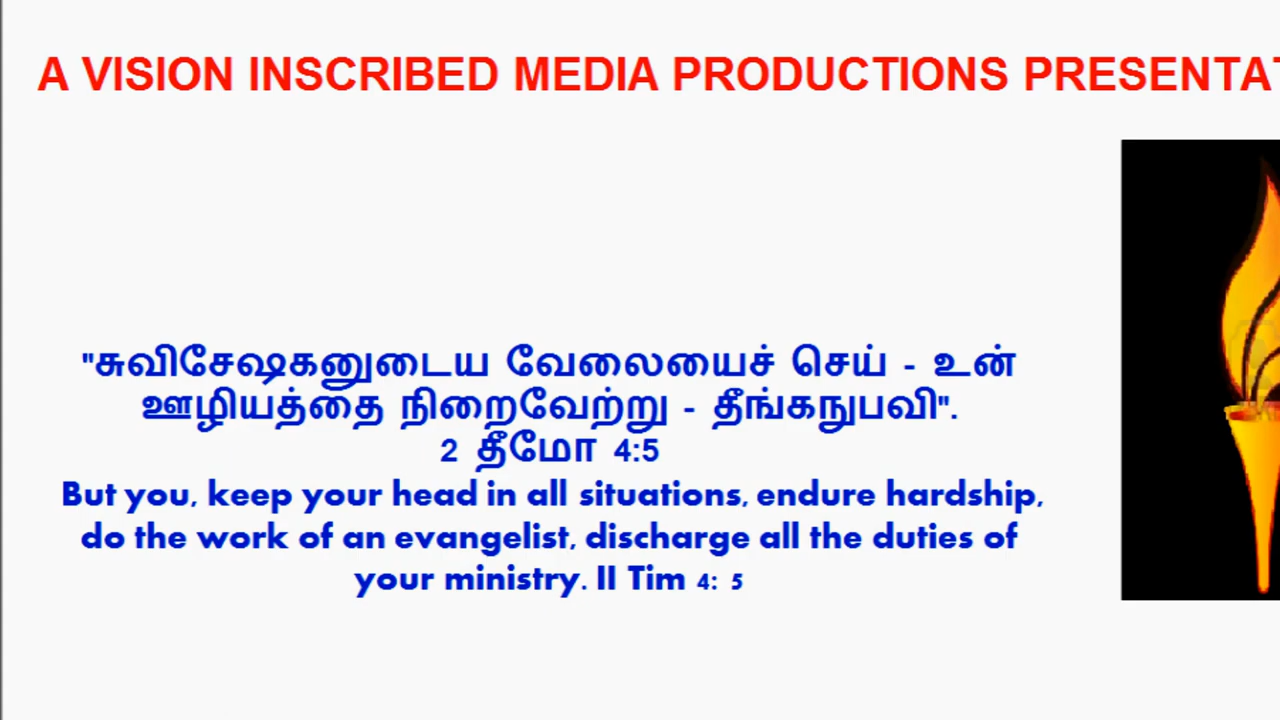 A VISION INSCRIBED MEDIA PRODUCTIONS PRESENTAT
"சுவிசேஷகனுடைய வேலையைச் செய் - உன்
ஊழியத்தை நிறைவேற்று - தீங்கநுபவி".
2 தீமோ 4:5
But you, keep your head in all situations, endure hardship,
do the work of an evangelist, discharge all the duties of
your ministry. II Tim 4: 5